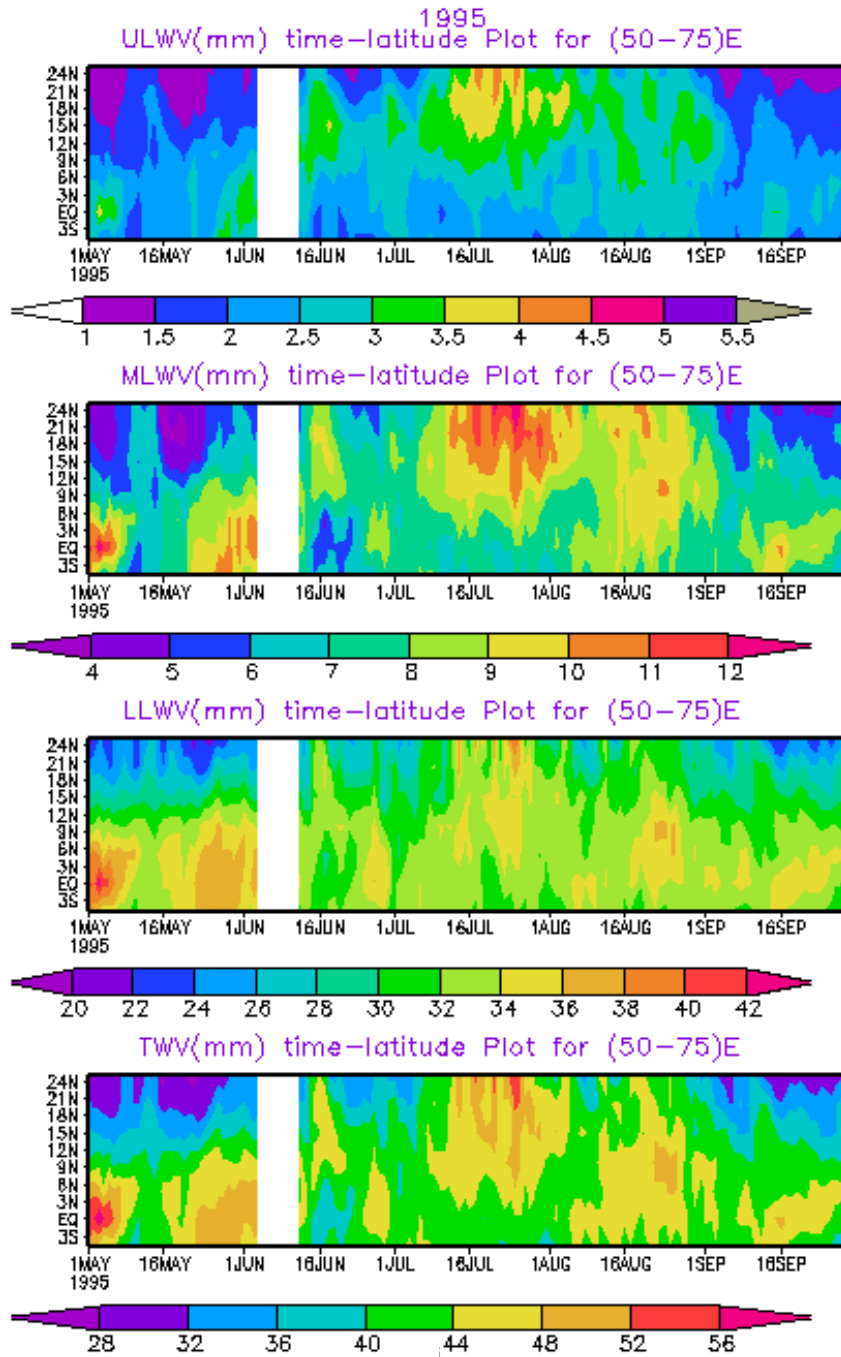 1995
ULWV(mm) time-latitude Plot for (50-75)E
24N
21N
18N
15N
12N
9N
6N
3N
EQ
3S
1MAY 16MAY 1JUN 16JUN 1JUL 16JUL 1AUG 16AUG 1SEP 16SEP
1995
1 1.5 2 2.5 3 3.5 4 4.5 5 5.5
MLWV(mm) time-latitude Plot for (50-75)E
24N
21N
18N
15N
12N
9N
6N
3N
EQ
3S
1MAY 16MAY 1JUN 16JUN 1JUL 16JUL 1AUG 16AUG 1SEP 16SEP
1995
4 5 6 7 8 9 10 11 12
LLWV(mm) time-latitude Plot for (50-75)E
24N
21N
18N
15N
12N
9N
6N
3N
EQ
3S
1MAY 16MAY 1JUN 16JUN 1JUL 16JUL 1AUG 16AUG 1SEP 16SEP
1995
20 22 24 26 28 30 32 34 36 38 40 42
TWV(mm) time-latitude Plot for (50-75)E
24N
21N
18N
15N
12N
9N
6N
3N
EQ
3S
1MAY 16MAY 1JUN 16JUN 1JUL 16JUL 1AUG 16AUG 1SEP 16SEP
1995
28 32 36 40 44 48 52 56